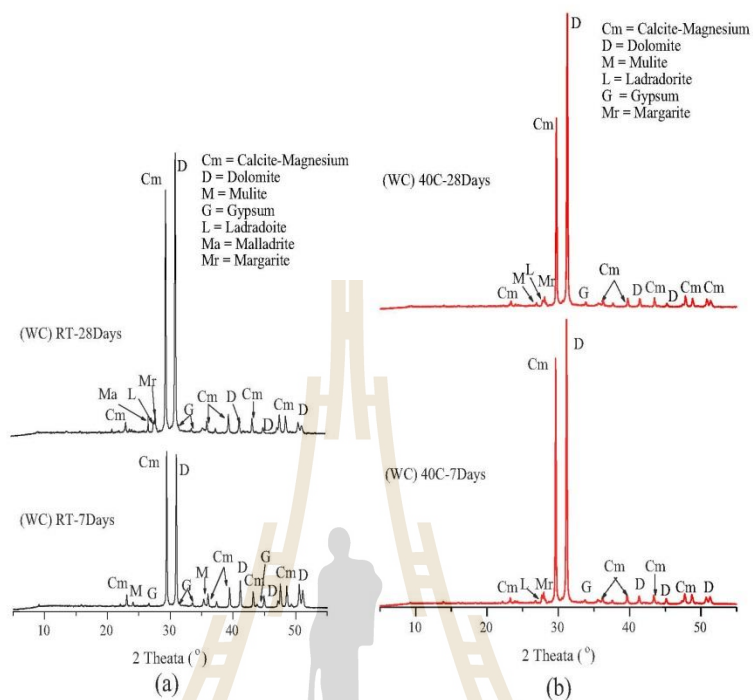 Cm = Calcite-Magnesium
D = Dolomite
M = Mulite
G = Gypsum
L = Ladradoite
Ma = Malladrite
Mr = Margarite
Cm
D
(WC) RT-28Days
Ma
L
Mr
Cm
G
Cm
D
Cm
D
Cm
D
Cm
D
(WC) RT-7Days
Cm
M
G
G
M
Cm
D
Cm
G
D
Cm
D
10 20 30 40 50
2 Theata (°)
(a)
Cm = Calcite-Magnesium
D = Dolomite
M = Mulite
L = Ladradorite
G = Gypsum
Mr = Margarite
D
Cm
(WC) 40C-28Days
Cm
M
L
Mr
G
Cm
D
Cm
D
Cm
Cm
D
Cm
(WC) 40C-7Days
Cm
L
Mr
G
Cm
D
Cm
D
Cm
D
10 20 30 40 50
2 Theata (°)
(b)